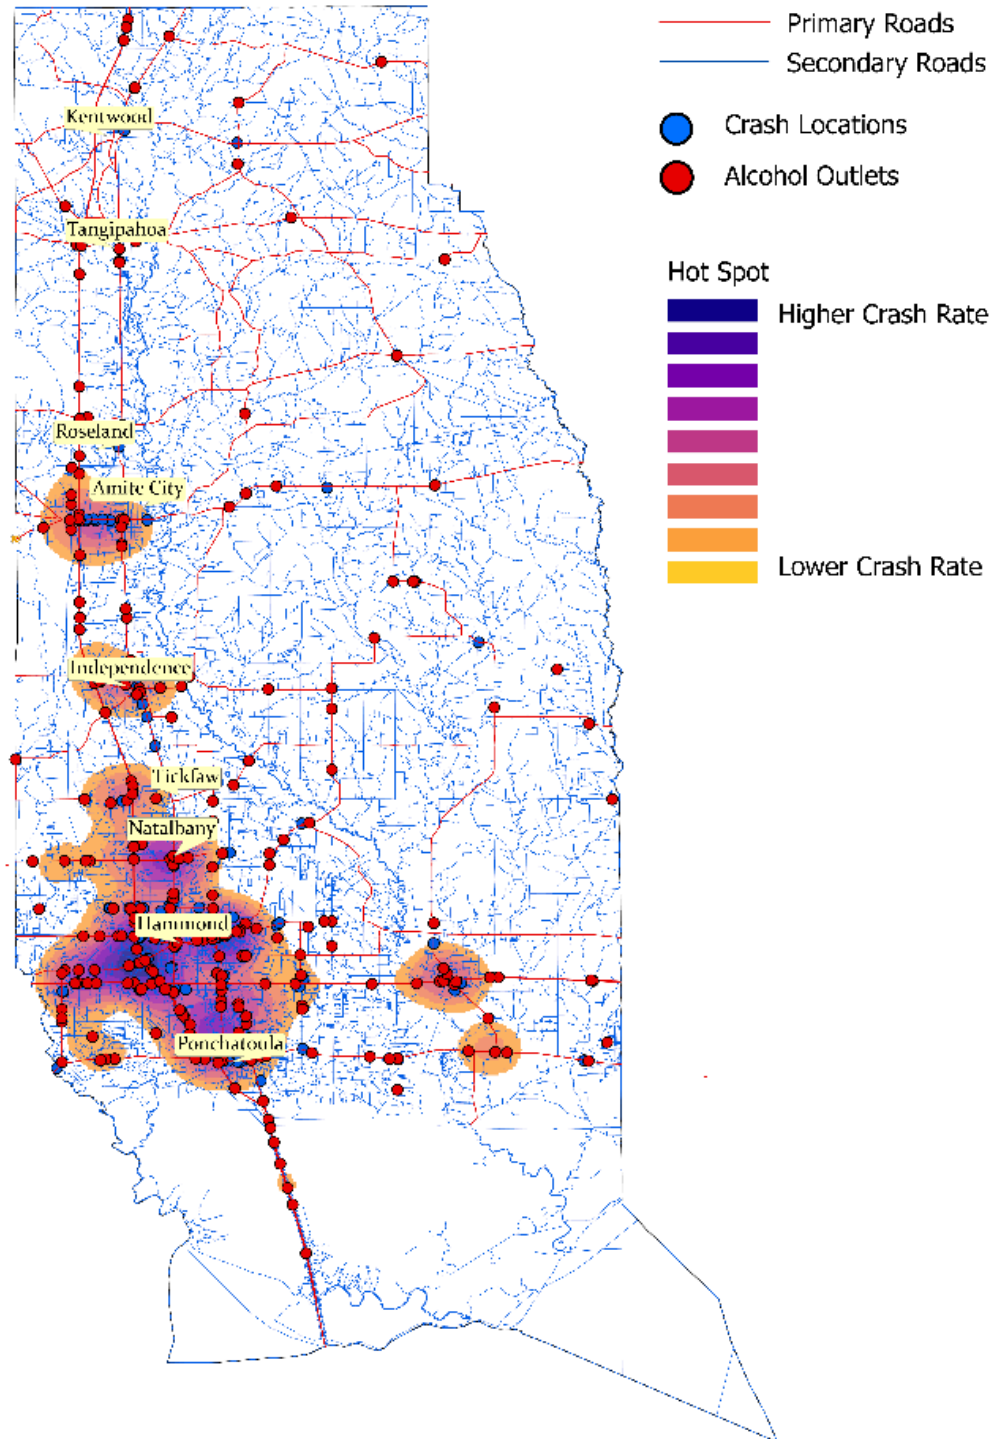 Primary Roads
Secondary Roads
Crash Locations
Alcohol Outlets
Hot Spot
Higher Crash Rate
Lower Crash Rate
Kentwood
Tangipahoa
Roseland
Amite City
Independence
Tickfaw
Natalbany
Hammond
Ponchatoula